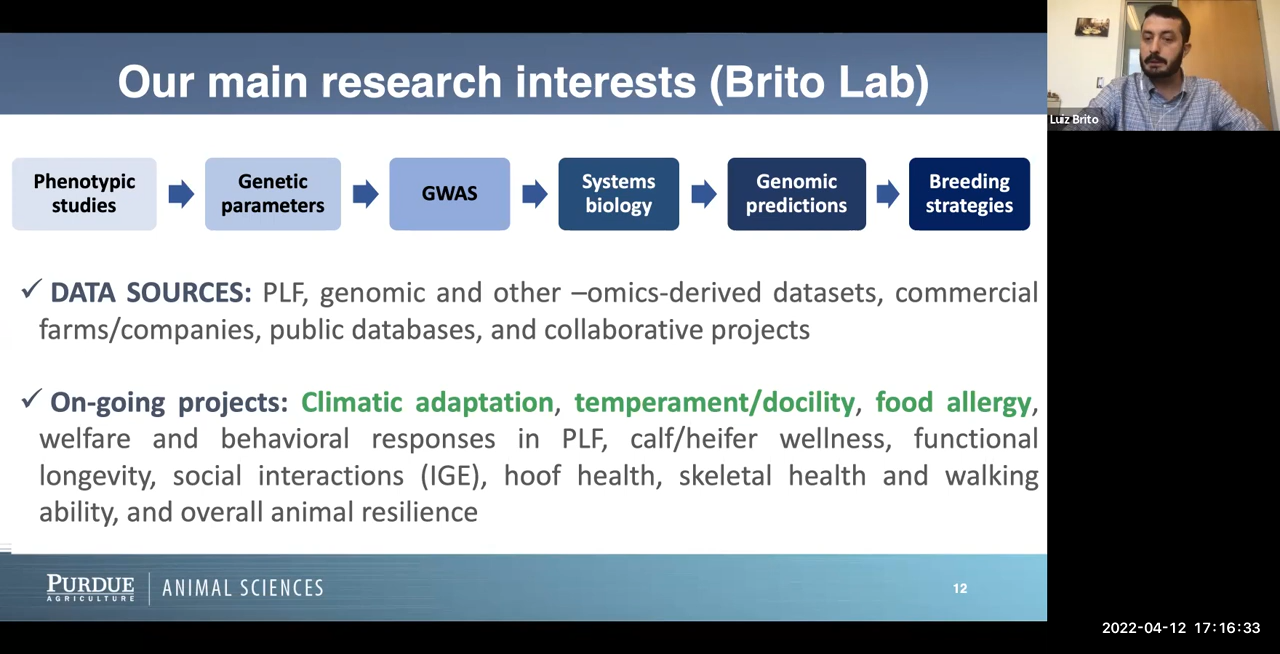 Our main research interests (Brito Lab)
Luiz Brito
Phenotypic
studies
Genetic
parameters
GWAS
Systems
biology
Genomic
predictions
Breeding
strategies
✓ DATA SOURCES: PLF, genomic and other –omics-derived datasets, commercial
farms/companies, public databases, and collaborative projects
✓ On-going projects: Climatic adaptation, temperament/docility, food allergy,
welfare and behavioral responses in PLF, calf/heifer wellness, functional
longevity, social interactions (IGE), hoof health, skeletal health and walking
ability, and overall animal resilience
PURDUE
AGRICULTURE
ANIMAL SCIENCES
12
2022-04-12 17:16:33